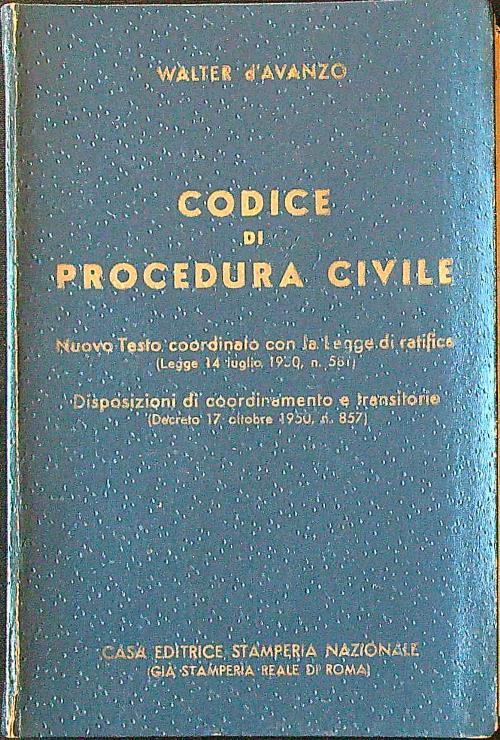 WALTER d'AVANZO
CODICE
DI
PROCEDURA CIVILE
Nuovo Testo coordinato con la Legge di ratifica
(Legge 14 luglio 1950, n. 581)
Disposizioni di coordinamento e transitorie
(Decreto 17 ottobre 1950, n. 857)
CASA EDITRICE STAMPERIA NAZIONALE
(GIÀ STAMPERIA REALE DI ROMA)